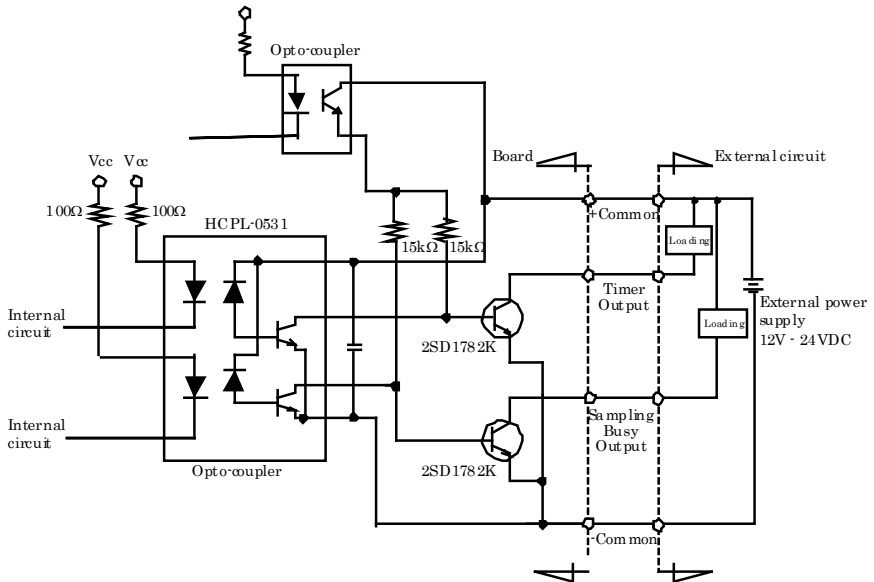 Opto-coupler
Board
External circuit
Vcc
Vcc
100Ω
100Ω
HCPL-0531
+Common
15kΩ
15kΩ
Loading
Internal
circuit
Timer
Output
External power
supply
12V - 24VDC
Loading
2SD1782K
Sampling
Busy
Output
Internal
circuit
Opto-coupler
2SD1782K
-Common